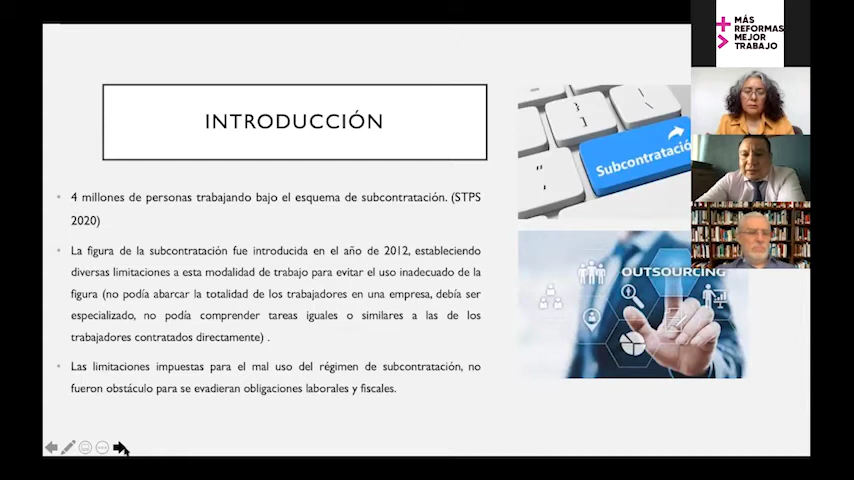 MÁS
REFORMAS
MEJOR
TRABAJO
INTRODUCCIÓN
4 millones de personas trabajando bajo el esquema de subcontratación. (STPS
2020)
La figura de la subcontratación fue introducida en el año de 2012, estableciendo
diversas limitaciones a esta modalidad de trabajo para evitar el uso inadecuado de la
figura (no podía abarcar la totalidad de los trabajadores en una empresa, debía ser
especializado, no podía comprender tareas iguales o similares a las de los
trabajadores contratados directamente) .
Las limitaciones impuestas para el mal uso del régimen de subcontratación, no
fueron obstáculo para se evadieran obligaciones laborales y fiscales.
Subcontratació
OUTSOURCING